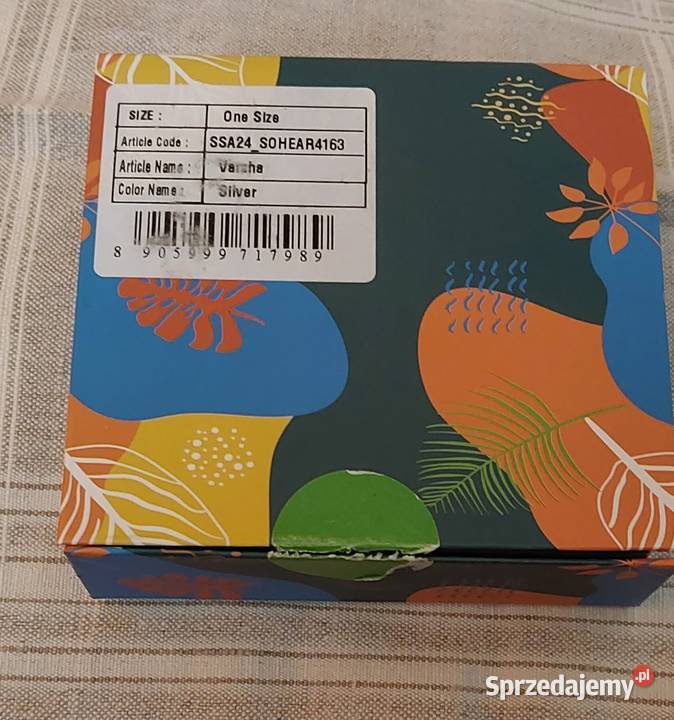 SIZE : One Size
Article Code : SSA24_SOHEAR4163
Article Name : Varsha
Color Name : Silver
8 905999 717989
Sprzedajemy.pl